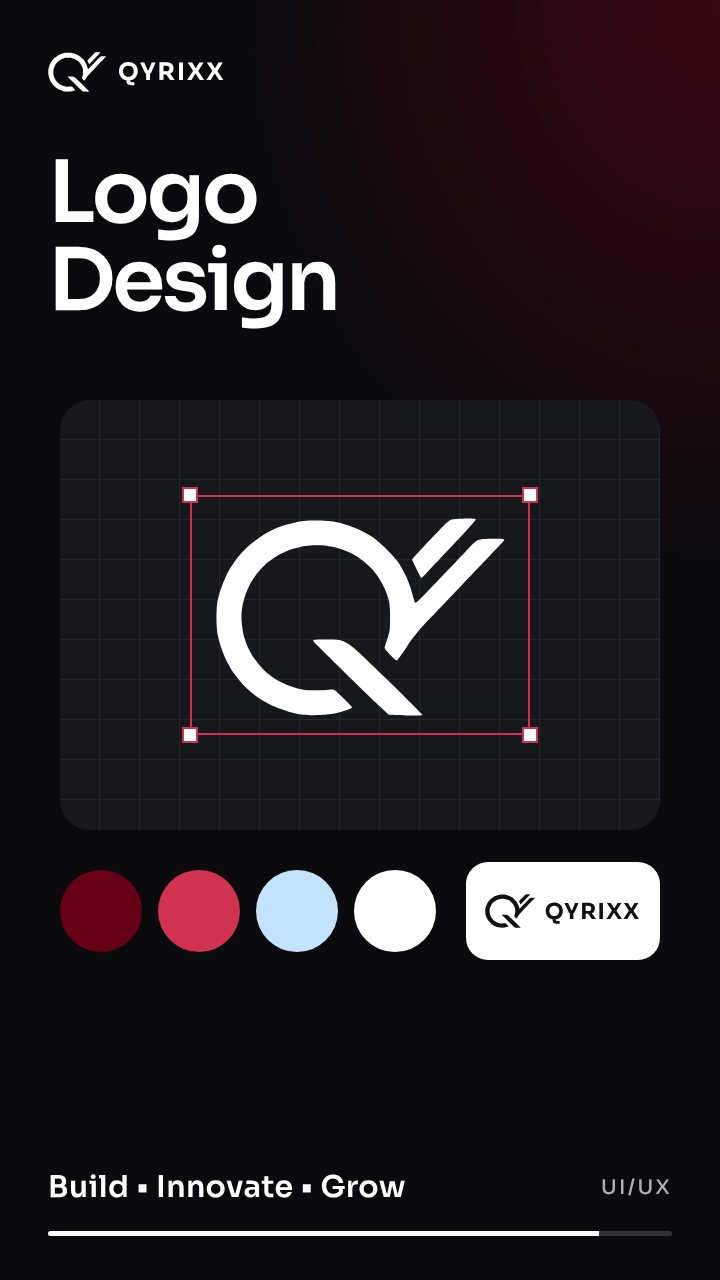 QYRIXX
Logo
Design
QYRIXX
Build ▪ Innovate ▪ Grow
UI/UX